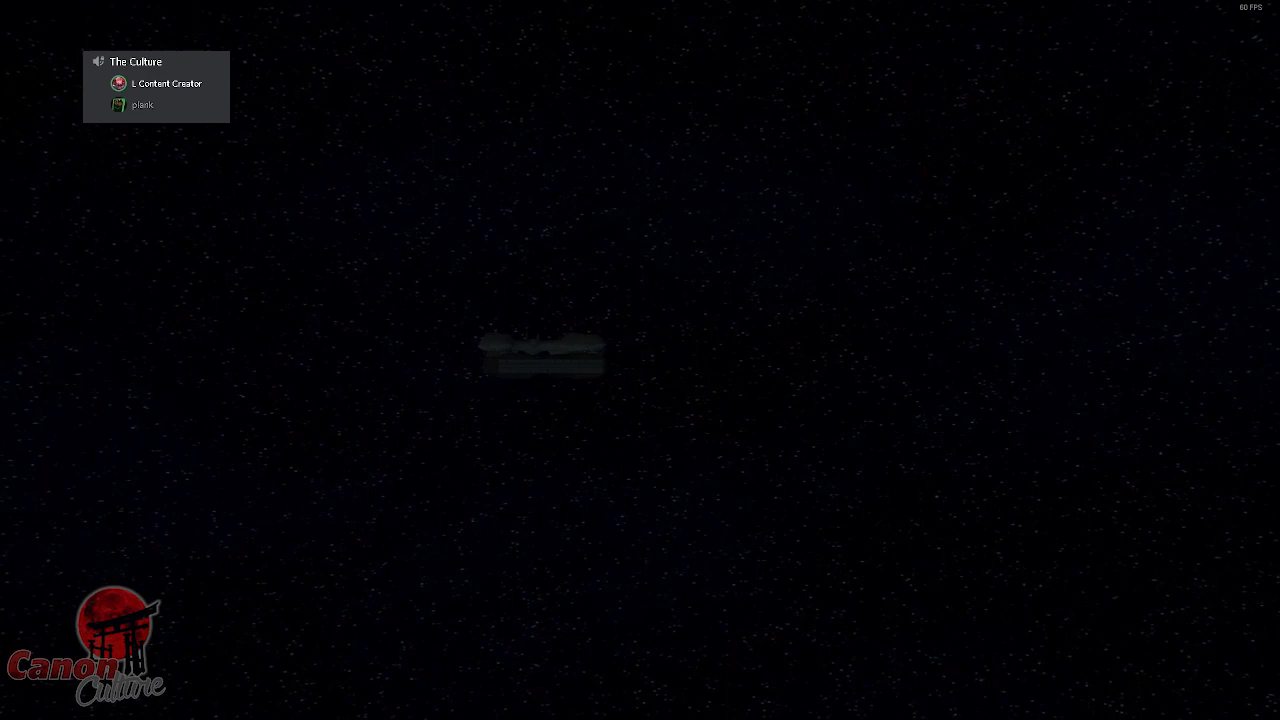 60 FPS
The Culture
L Content Creator
plank
Canon
Culture